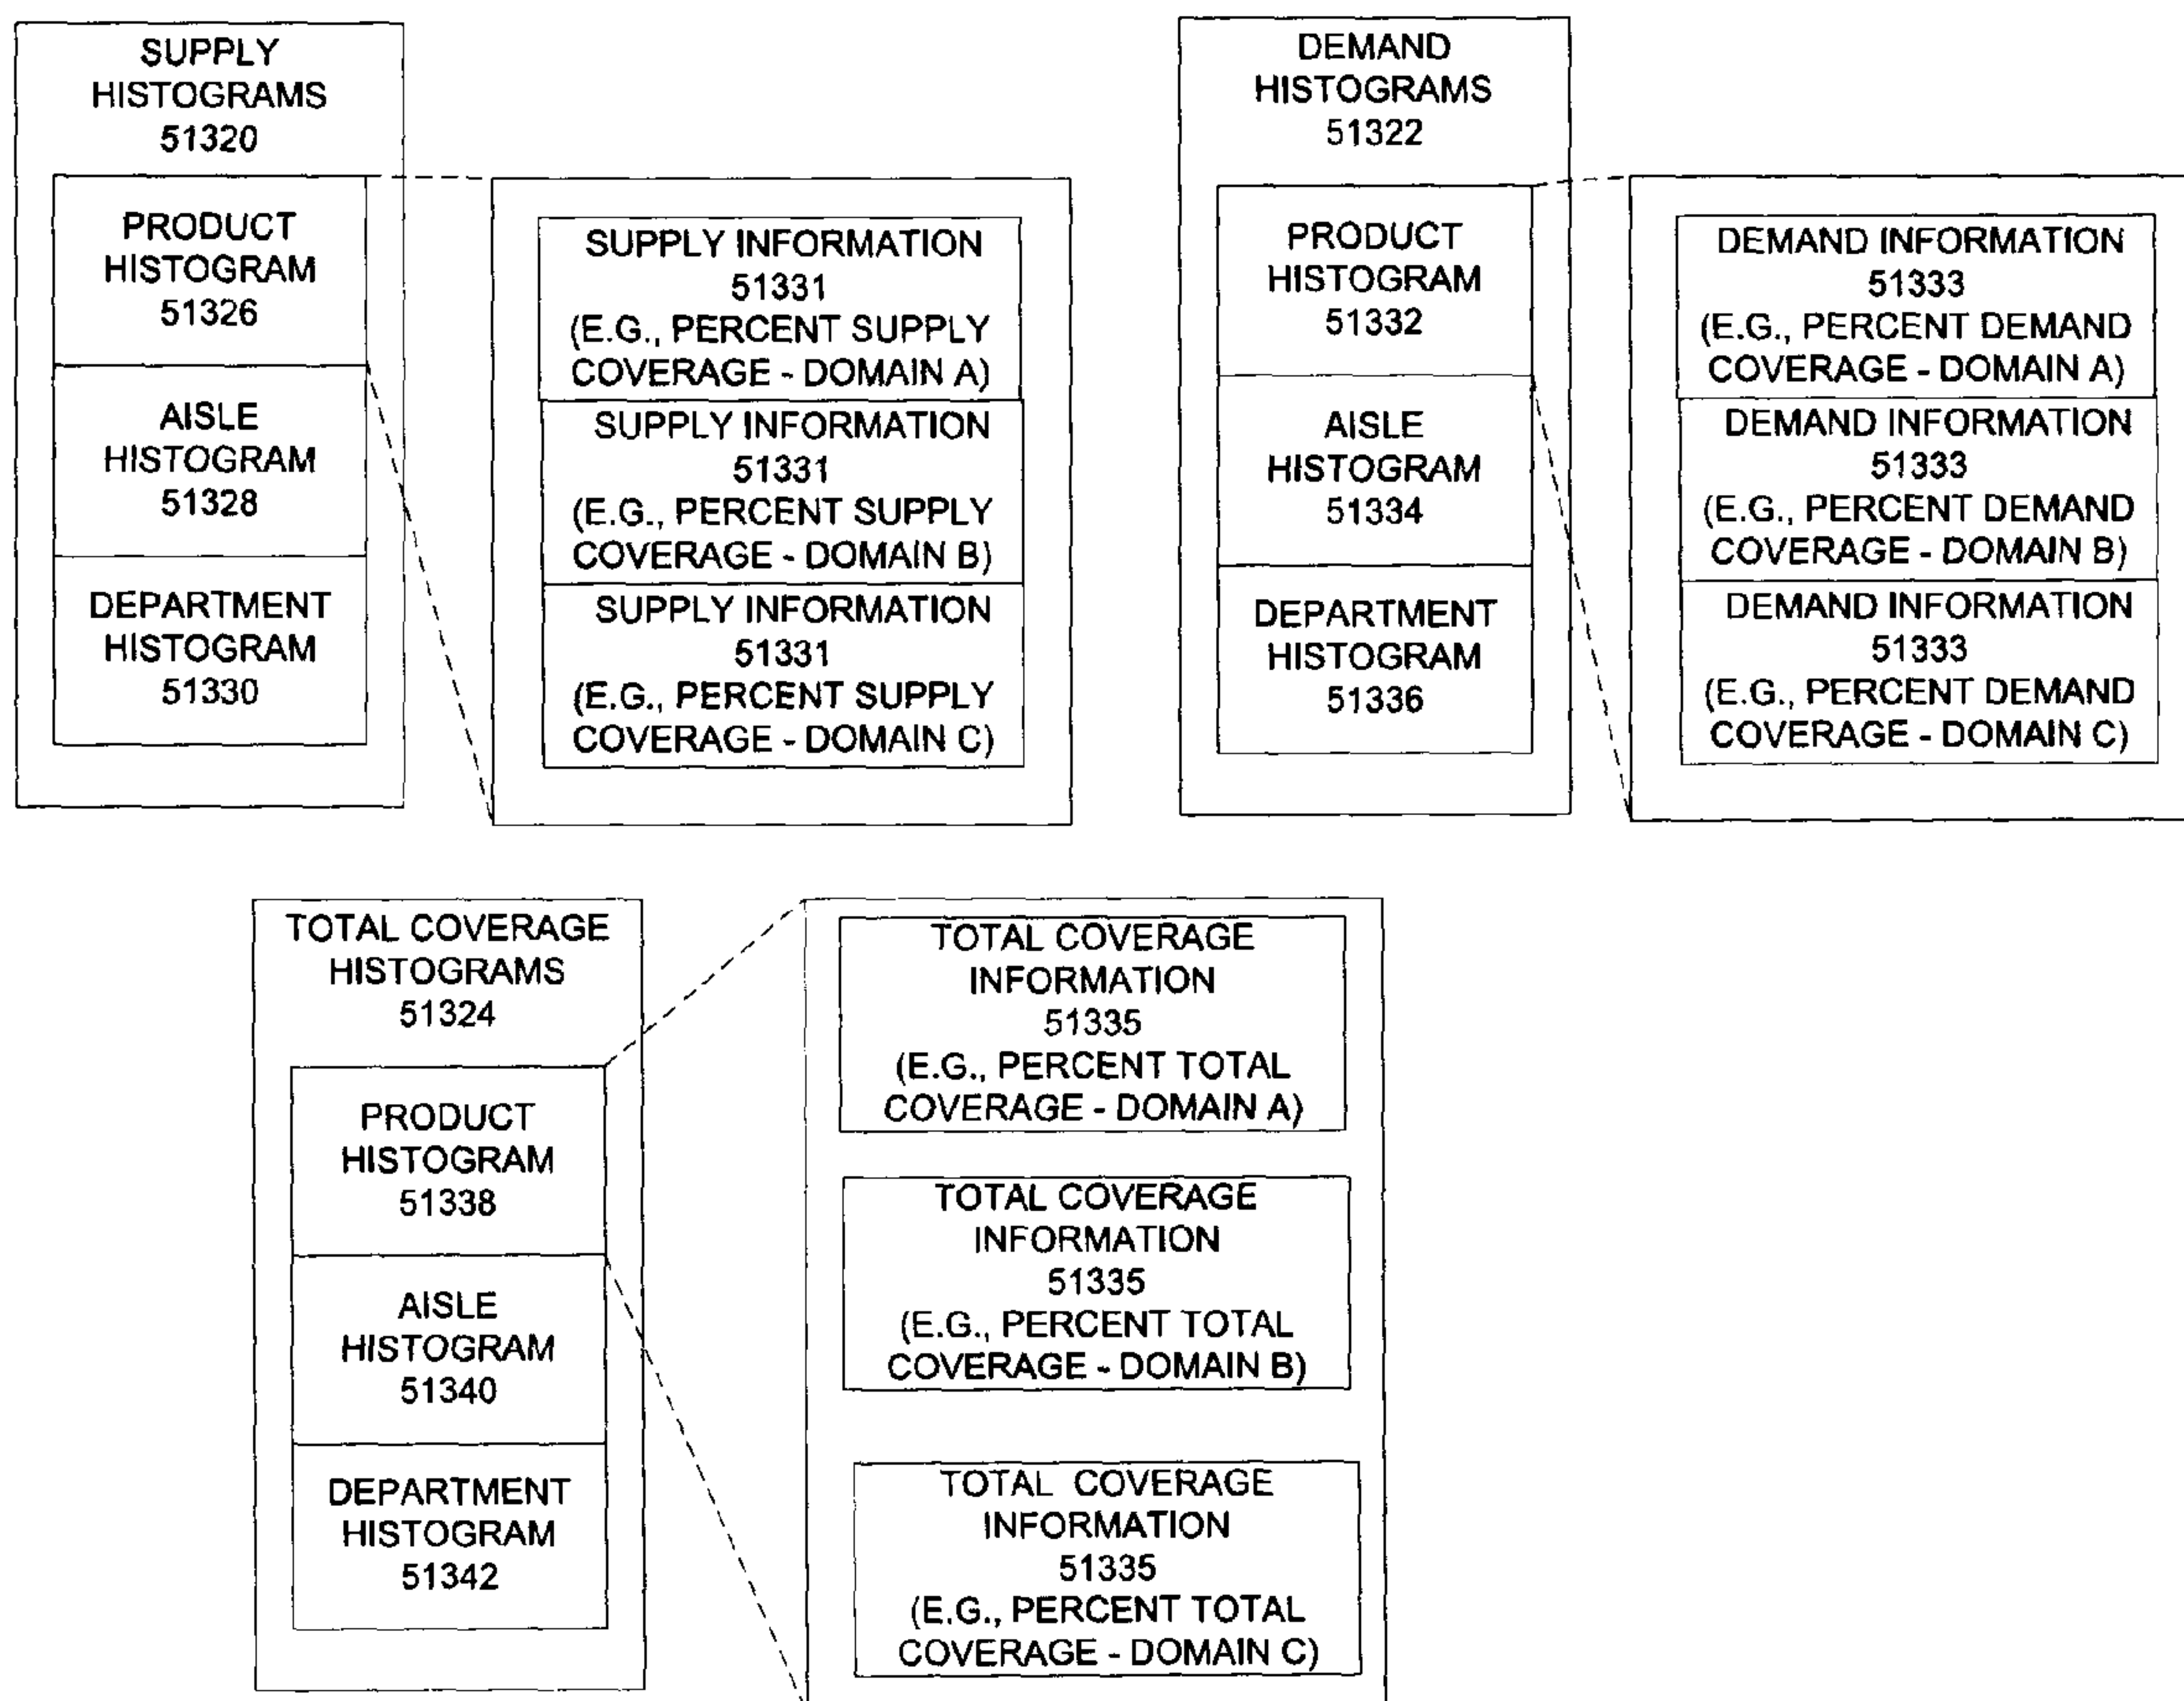 SUPPLY
HISTOGRAMS
51320
PRODUCT
HISTOGRAM
51326
AISLE
HISTOGRAM
51328
DEPARTMENT
HISTOGRAM
51330
SUPPLY INFORMATION
51331
(E.G., PERCENT SUPPLY
COVERAGE - DOMAIN A)
SUPPLY INFORMATION
51331
(E.G., PERCENT SUPPLY
COVERAGE - DOMAIN B)
SUPPLY INFORMATION
51331
(E.G., PERCENT SUPPLY
COVERAGE - DOMAIN C)
DEMAND
HISTOGRAMS
51322
PRODUCT
HISTOGRAM
51332
AISLE
HISTOGRAM
51334
DEPARTMENT
HISTOGRAM
51336
DEMAND INFORMATION
51333
(E.G., PERCENT DEMAND
COVERAGE - DOMAIN A)
DEMAND INFORMATION
51333
(E.G., PERCENT DEMAND
COVERAGE - DOMAIN B)
DEMAND INFORMATION
51333
(E.G., PERCENT DEMAND
COVERAGE - DOMAIN C)
TOTAL COVERAGE
HISTOGRAMS
51324
PRODUCT
HISTOGRAM
51338
AISLE
HISTOGRAM
51340
DEPARTMENT
HISTOGRAM
51342
TOTAL COVERAGE
INFORMATION
51335
(E.G., PERCENT TOTAL
COVERAGE - DOMAIN A)
TOTAL COVERAGE
INFORMATION
51335
(E.G., PERCENT TOTAL
COVERAGE - DOMAIN B)
TOTAL COVERAGE
INFORMATION
51335
(E.G., PERCENT TOTAL
COVERAGE - DOMAIN C)